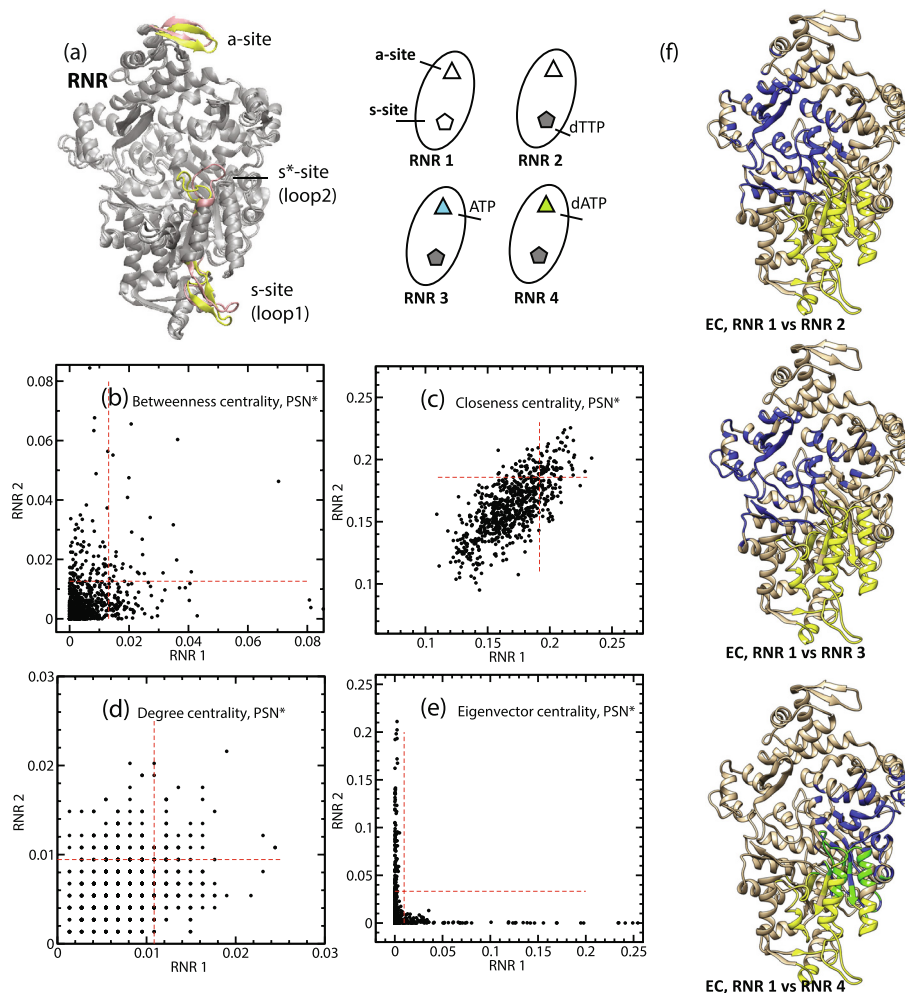 (a)
RNR
a-site
s*-site
(loop2)
s-site
(loop1)
a-site
s-site
RNR 1
dTTP
RNR 2
ATP
RNR 3
dATP
RNR 4
(f)
EC, RNR 1 vs RNR 2
EC, RNR 1 vs RNR 3
EC, RNR 1 vs RNR 4
(b) Betweenness centrality, PSN*
0.08
0.06
0.04
0.02
0
RNR 2
0 0.02 0.04 0.06 0.08
RNR 1
(c) Closeness centrality, PSN*
0.25
0.2
0.15
0.1
RNR 2
0.1 0.15 0.2 0.25
RNR 1
(d) Degree centrality, PSN*
0.03
0.02
0.01
0
RNR 2
0 0.01 0.02 0.03
RNR 1
(e) Eigenvector centrality, PSN*
0.25
0.2
0.15
0.1
0.05
0
RNR 2
0 0.05 0.1 0.15 0.2 0.25
RNR 1